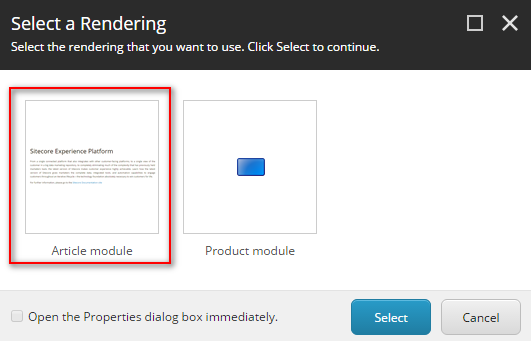 Select a Rendering
Select the rendering that you want to use. Click Select to continue.
Sitecore Experience Platform
Article module
Product module
Open the Properties dialog box immediately.
Select
Cancel